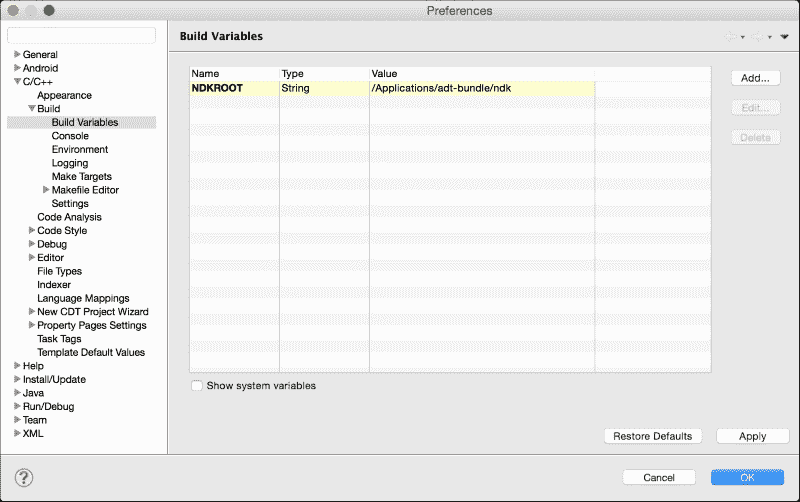 Preferences
General
Android
C/C++
Appearance
Build
Build Variables
Console
Environment
Logging
Make Targets
Makefile Editor
Settings
Code Analysis
Code Style
Debug
Editor
File Types
Indexer
Language Mappings
New CDT Project Wizard
Property Pages Settings
Task Tags
Template Default Values
Help
Install/Update
Java
Run/Debug
Team
XML
Build Variables
Name Type Value
NDKROOT String /Applications/adt-bundle/ndk
Add...
Edit...
Delete
Show system variables
Restore Defaults Apply
? Cancel OK